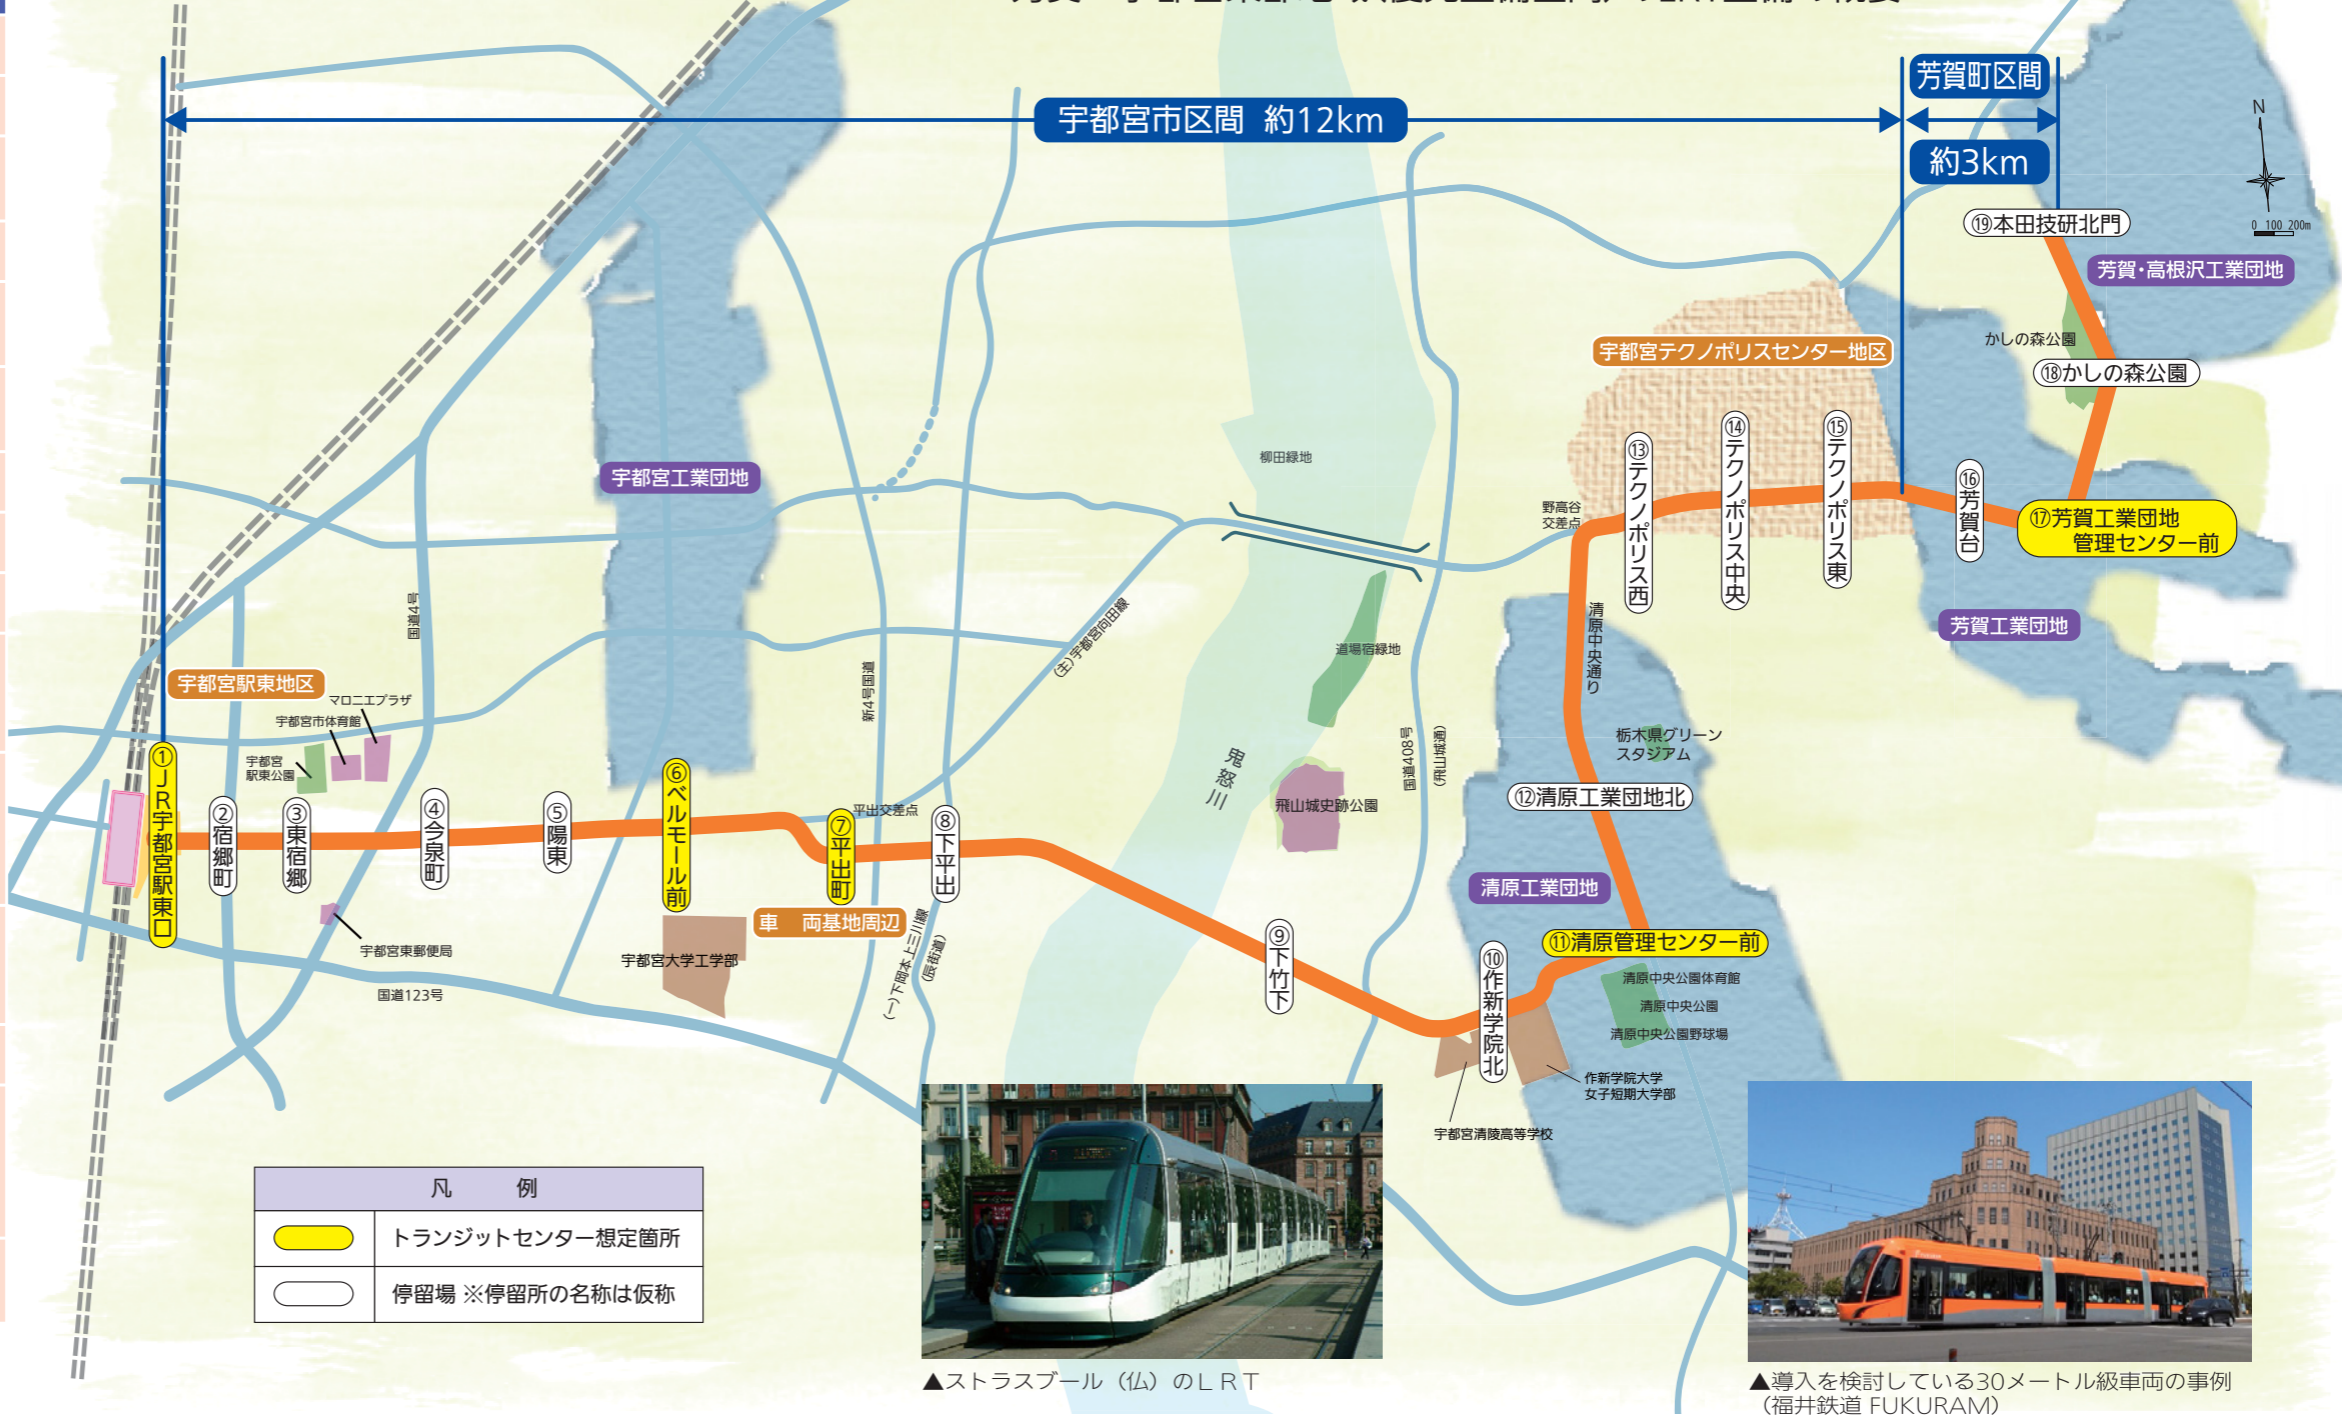 宇都宮市区間 約12km
芳賀町区間
約3km
N
0 100 200m
⑲本田技研北門
芳賀・高根沢工業団地
かしの森公園
⑱かしの森公園
宇都宮テクノポリスセンター地区
⑬テクノポリス西
⑭テクノポリス中央
⑮テクノポリス東
⑯芳賀台
⑰芳賀工業団地
管理センター前
芳賀工業団地
宇都宮工業団地
柳田緑地
野高谷
交差点
清原中央通り
国道4号
(主)宇都宮向田線
道場宿緑地
新4号国道
国道408号
(飛山城通)
鬼怒川
飛山城史跡公園
栃木県グリーン
スタジアム
⑫清原工業団地北
清原工業団地
⑪清原管理センター前
清原中央公園体育館
清原中央公園
清原中央公園野球場
宇都宮駅東地区
マロニエプラザ
宇都宮市体育館
宇都宮
駅東公園
①JR宇都宮駅東口
②宿郷町
③東宿郷
④今泉町
⑤陽東
⑥ベルモール前
⑦平出町
平出交差点
⑧下平出
⑨下竹下
⑩作新学院北
車 両基地周辺
宇都宮東郵便局
国道123号
宇都宮大学工学部
(一)下岡本上三川線
(辰街道)
作新学院大学
女子短期大学部
宇都宮清陵高等学校
凡 例
トランジットセンター想定箇所
停留場 ※停留所の名称は仮称
▲ストラスブール（仏）のLRT
▲導入を検討している30メートル級車両の事例
（福井鉄道 FUKURAM）